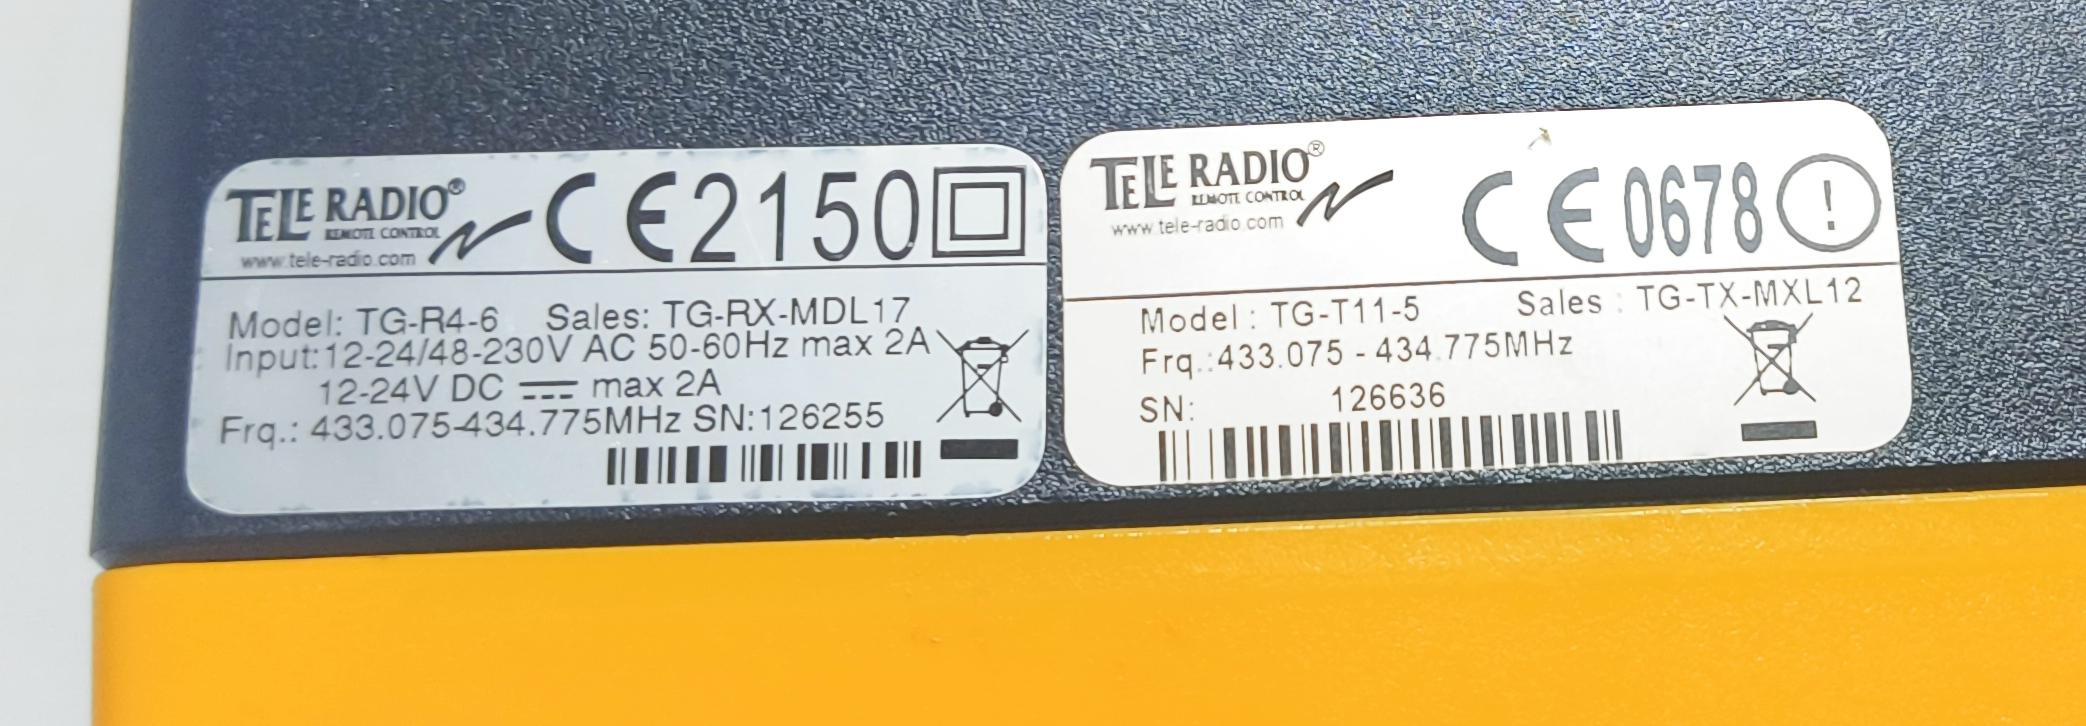 TELE RADIO®
REMOTE CONTROL
www.tele-radio.com
CE2150
Model: TG-R4-6 Sales: TG-RX-MDL17
Input:12-24/48-230V AC 50-60Hz max 2A
12-24V DC max 2A
Frq.: 433.075-434.775MHz SN:126255
TELE RADIO®
REMOTE CONTROL
www.tele-radio.com
CE 0678 !
Model : TG-T11-5 Sales : TG-TX-MXL12
Frq.:433.075 - 434.775MHz
SN: 126636